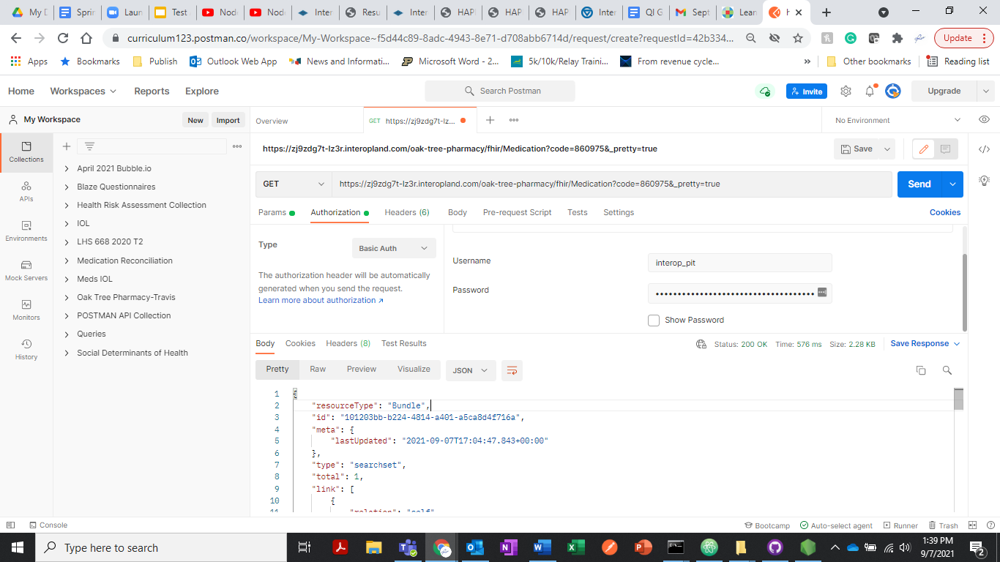 My D
Sprin
Laun
Test
Node
Node
Inter
Resu
Inter
HAPI
HAP
HAP
Inter
QI G
Sept
Lean
curriculum123.postman.co/workspace/My-Workspace~f5d44c89-8adc-4943-8e71-d708abb6714d/request/create?requestId=42b334...
Update
Apps
Bookmarks
Publish
Outlook Web App
News and Informati...
Microsoft Word - 2...
5k/10k/Relay Traini...
From revenue cycle...
»
Other bookmarks
Reading list
Home
Workspaces
Reports
Explore
Search Postman
Invite
Upgrade
My Workspace
New
Import
Overview
GET https://zj9zdg7t-lz...
No Environment
Collections
APIs
Environments
Mock Servers
Monitors
History
April 2021 Bubble.io
Blaze Questionnaires
Health Risk Assessment Collection
IOL
LHS 668 2020 T2
Medication Reconciliation
Meds IOL
Oak Tree Pharmacy-Travis
POSTMAN API Collection
Queries
Social Determinants of Health
https://zj9zdg7t-lz3r.interopland.com/oak-tree-pharmacy/fhir/Medication?code=860975&_pretty=true
Save
GET
https://zj9zdg7t-lz3r.interopland.com/oak-tree-pharmacy/fhir/Medication?code=860975&_pretty=true
Send
Params
Authorization
Headers (6)
Body
Pre-request Script
Tests
Settings
Cookies
Type
Basic Auth
The authorization header will be automatically
generated when you send the request.
Learn more about authorization ↗
Username
interop_pit
Password
Show Password
Body
Cookies
Headers (8)
Test Results
Status: 200 OK
Time: 576 ms
Size: 2.28 KB
Save Response
Pretty
Raw
Preview
Visualize
JSON
1 {
2 "resourceType": "Bundle",
3 "id": "101203bb-b224-4814-a401-a5ca8d4f716a",
4 "meta": {
5 "lastUpdated": "2021-09-07T17:04:47.843+00:00"
6 },
7 "type": "searchset",
8 "total": 1,
9 "link": [
10 {
11 "relation": "self"
Console
Bootcamp
Auto-select agent
Runner
Trash
Type here to search
1:39 PM
9/7/2021
2